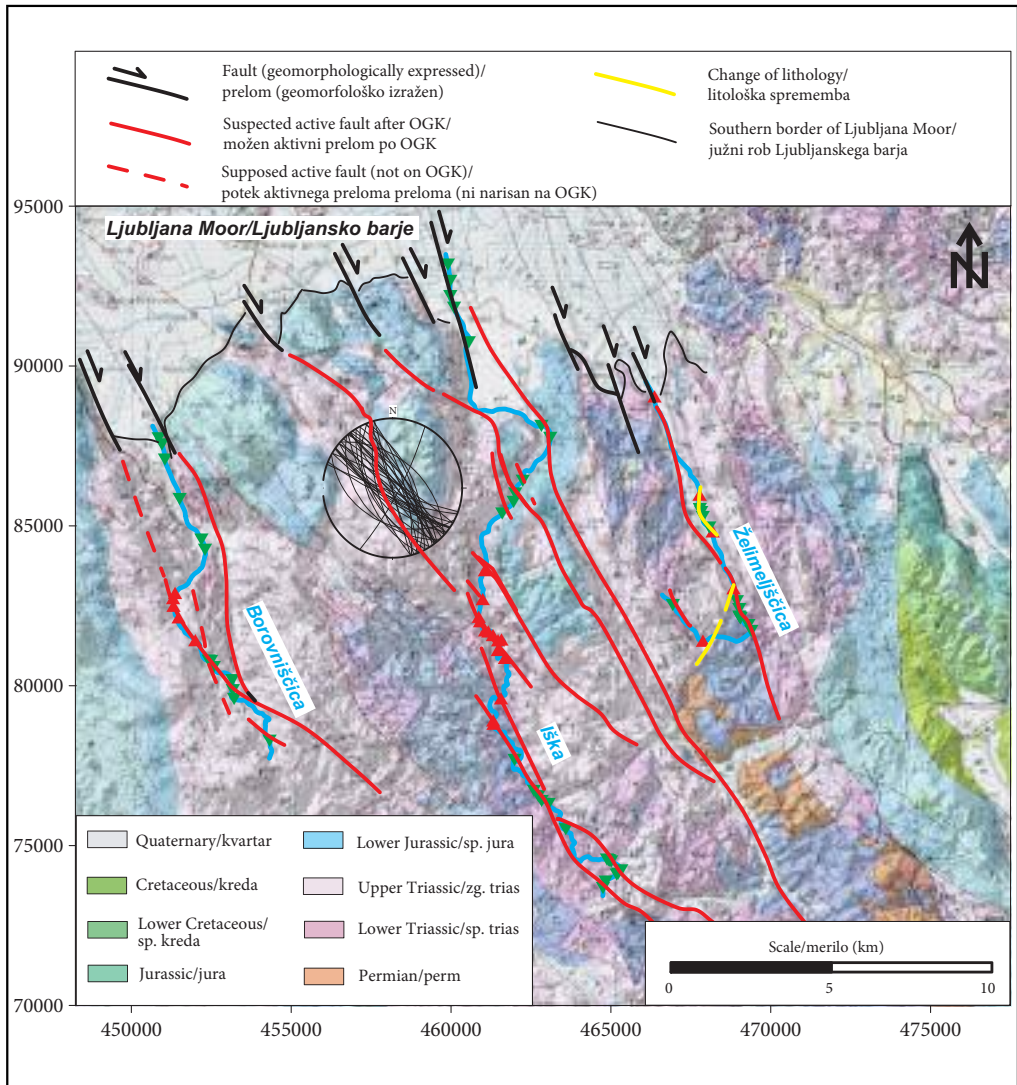 Fault (geomorphologically expressed)/
prelom (geomorfološko izražen)
Suspected active fault after OGK/
možen aktivni prelom po OGK
Supposed active fault (not on OGK)/
potek aktivnega preloma preloma (ni narisan na OGK)
Change of lithology/
litološka sprememba
Southern border of Ljubljana Moor/
južni rob Ljubljanskega barja
95000
Ljubljana Moor/Ljubljansko barje
N
90000
N
85000
Želimeljščica
Borovniščica
80000
Iška
75000
Quaternary/kvartar
Cretaceous/kreda
Lower Cretaceous/
sp. kreda
Jurassic/jura
Lower Jurassic/sp. jura
Upper Triassic/zg. trias
Lower Triassic/sp. trias
Permian/perm
Scale/merilo (km)
0 5 10
70000
450000 455000 460000 465000 470000 475000